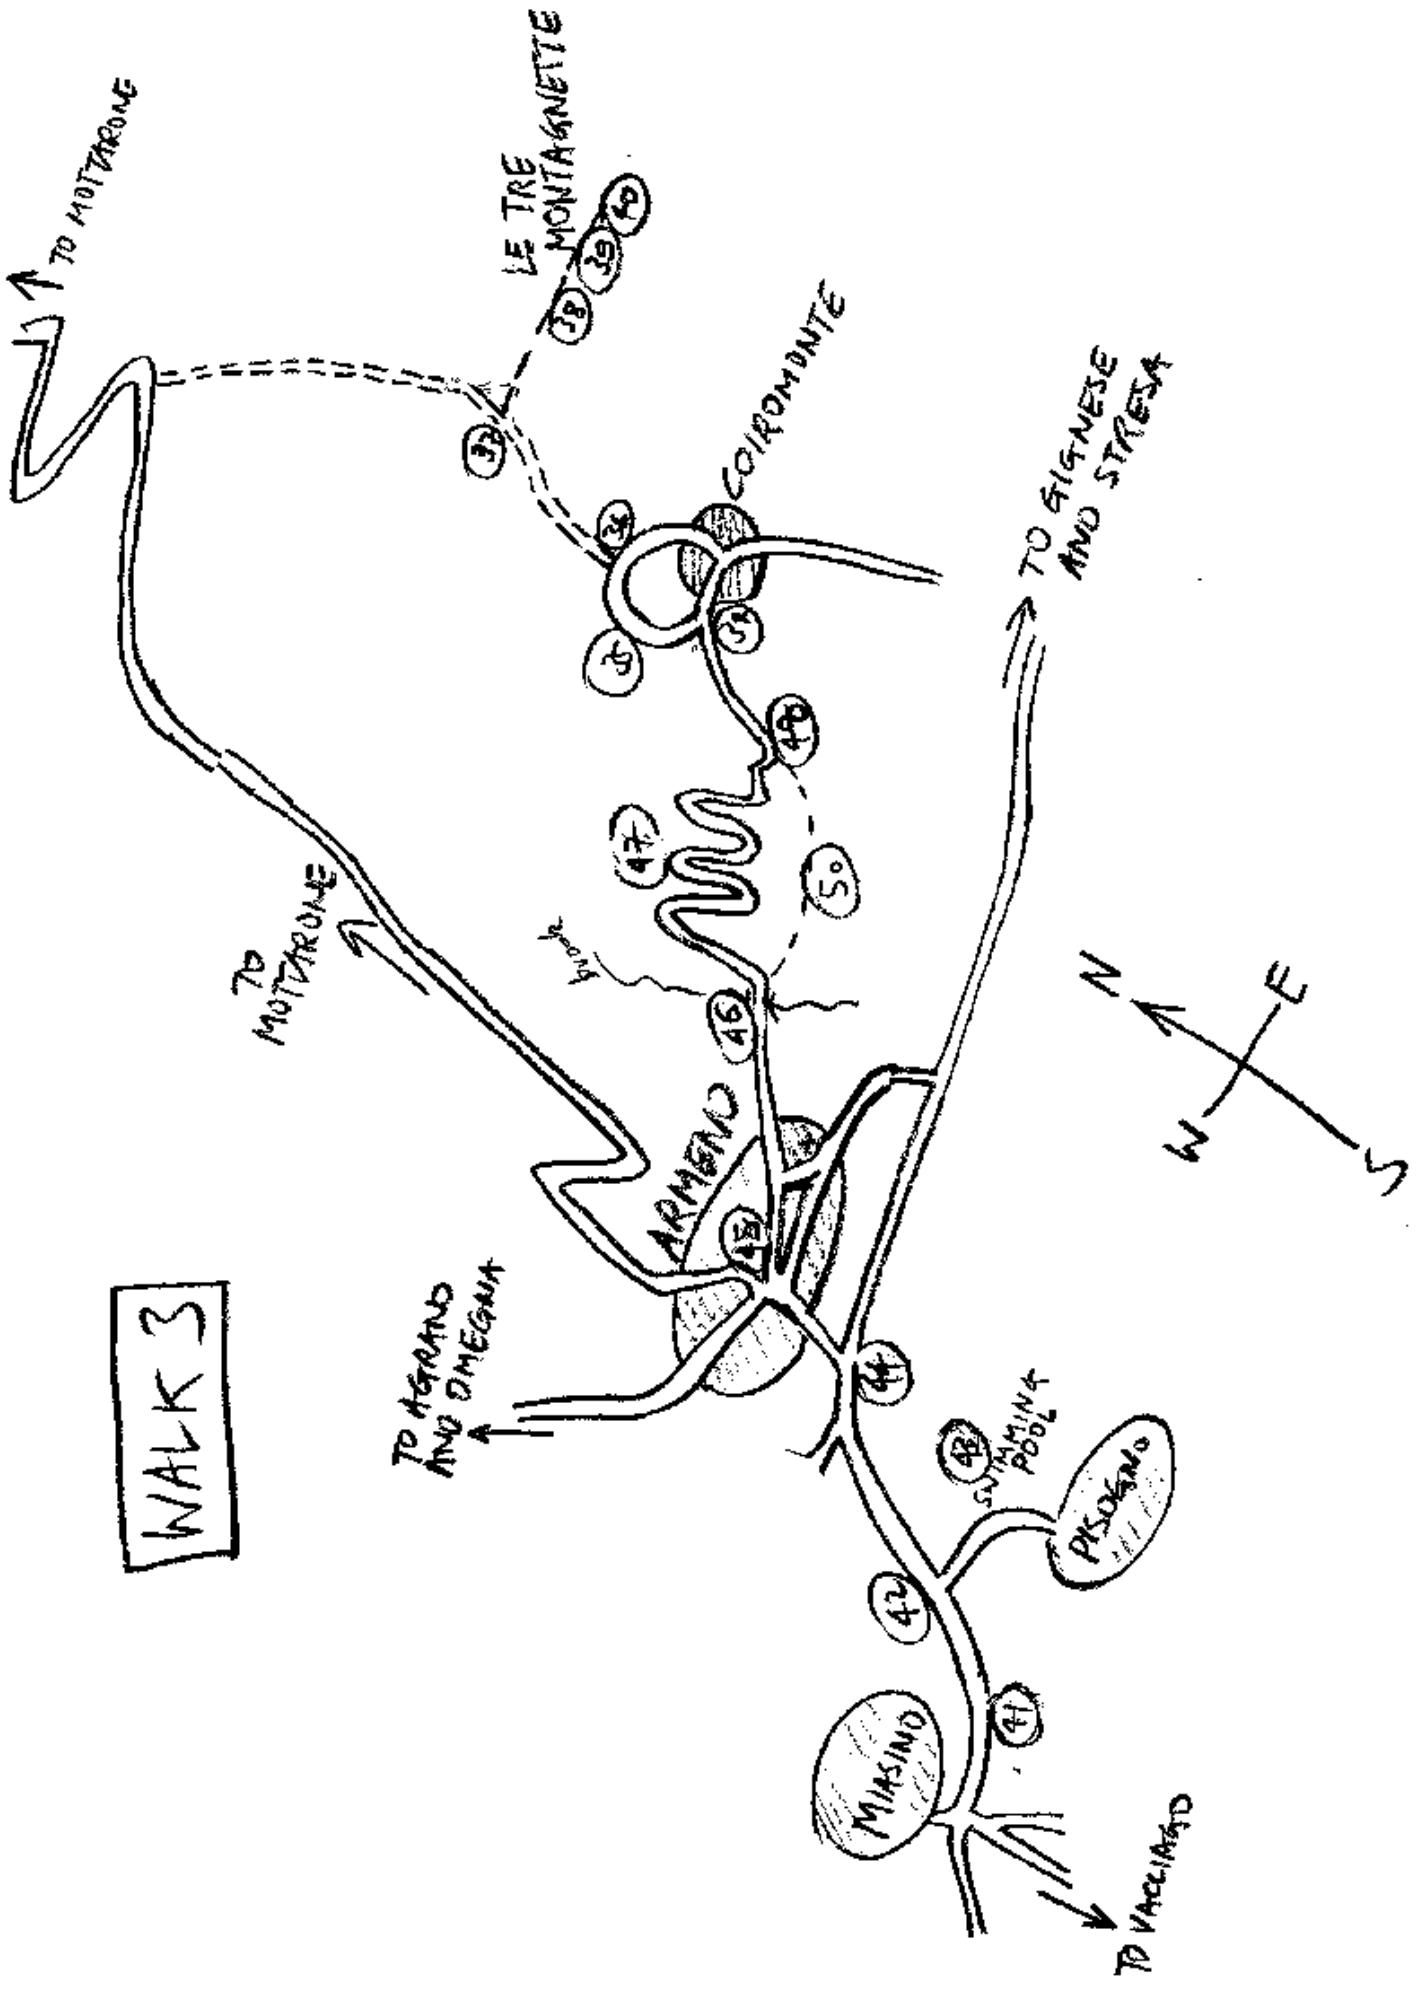 WALK 3
TO MOTTARONE
LE TRE
MONTAGNETTE
40
39
38
37
36
35
COIROMONTE
34
TO GIGNESE
AND STRESA
47
50
brook
46
TO
MOTTARONE
ARMENO
45
TO AGRANO
AND OMEGNA
44
43
SWIMMING
POOL
PISOGNO
42
41
MIASINO
TO VACCIAGO
N
E
W
S